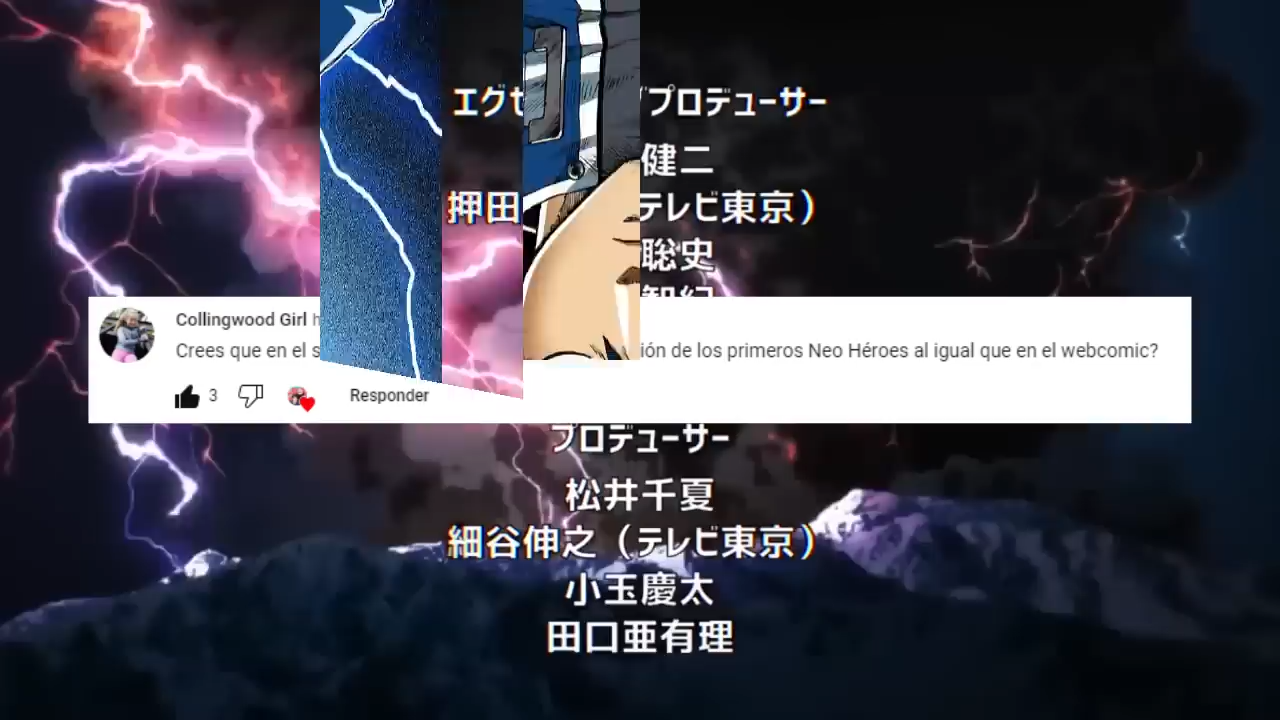 エグゼ プロデューサー
健二
押田 テレビ東京）
聡史
Collingwood Girl
Crees que en el s ión de los primeros Neo Héroes al igual que en el webcomic?
3
Responder
プロデューサー
松井千夏
細谷伸之（テレビ東京）
小玉慶太
田口亜有理